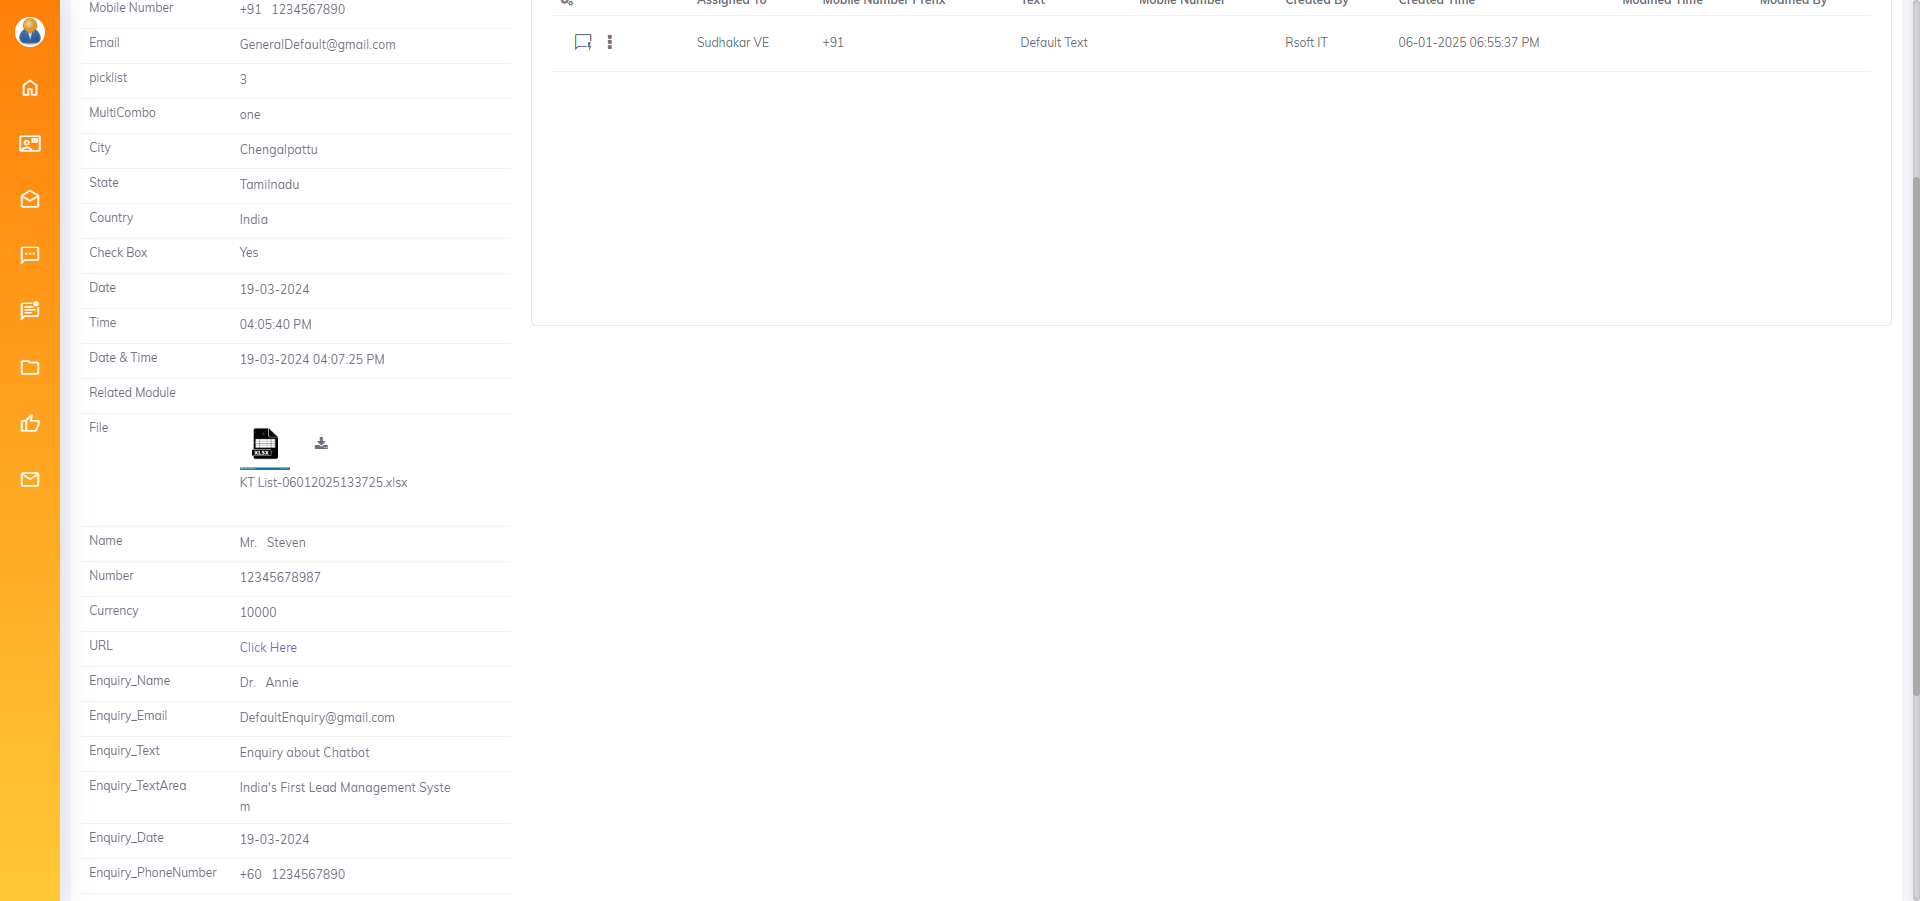 Mobile Number +91 1234567890
Email GeneralDefault@gmail.com
picklist 3
MultiCombo one
City Chengalpattu
State Tamilnadu
Country India
Check Box Yes
Date 19-03-2024
Time 04:05:40 PM
Date & Time 19-03-2024 04:07:25 PM
Related Module
File
XLSX
KT List-06012025133725.xlsx
Name Mr. Steven
Number 12345678987
Currency 10000
URL Click Here
Enquiry_Name Dr. Annie
Enquiry_Email DefaultEnquiry@gmail.com
Enquiry_Text Enquiry about Chatbot
Enquiry_TextArea India's First Lead Management Syste
m
Enquiry_Date 19-03-2024
Enquiry_PhoneNumber +60 1234567890
Assigned To Mobile Number Prefix Text Mobile Number Created By Created Time Modified Time Modified By
Sudhakar VE +91 Default Text Rsoft IT 06-01-2025 06:55:37 PM